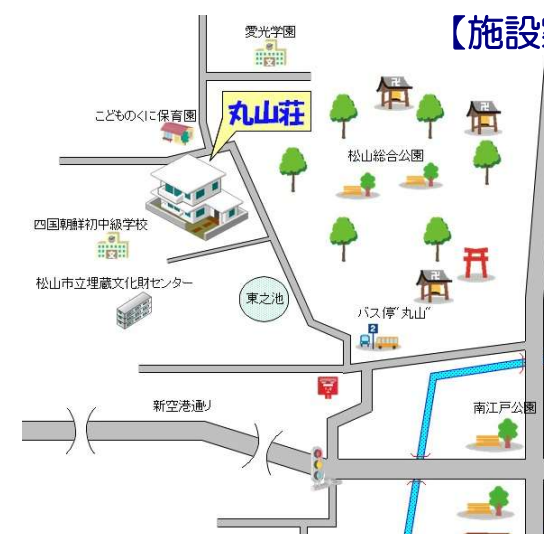 【施設案
愛光学園
こどものくに保育園
丸山荘
松山総合公園
四国朝鮮初中級学校
松山市立埋蔵文化財センター
東之池
バス停“丸山”
2
新空港通り
南江戸公園